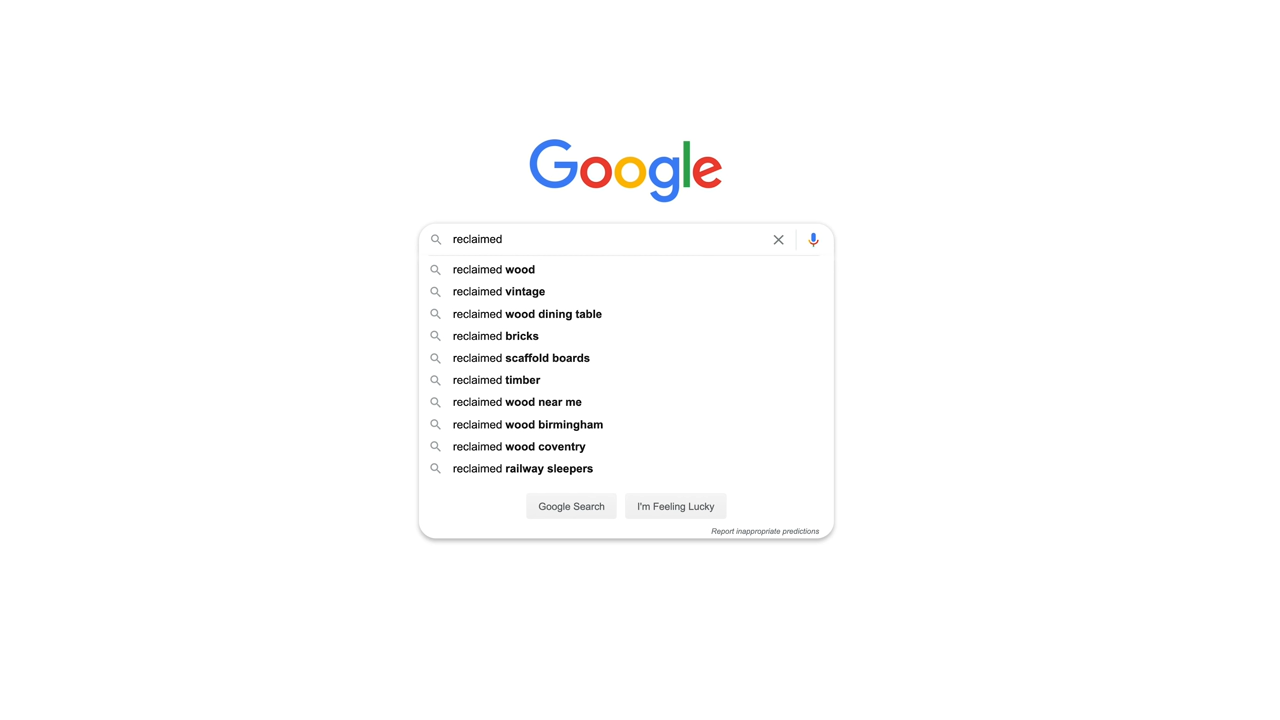 Google
reclaimed
reclaimed wood
reclaimed vintage
reclaimed wood dining table
reclaimed bricks
reclaimed scaffold boards
reclaimed timber
reclaimed wood near me
reclaimed wood birmingham
reclaimed wood coventry
reclaimed railway sleepers
Google Search I'm Feeling Lucky
Report inappropriate predictions